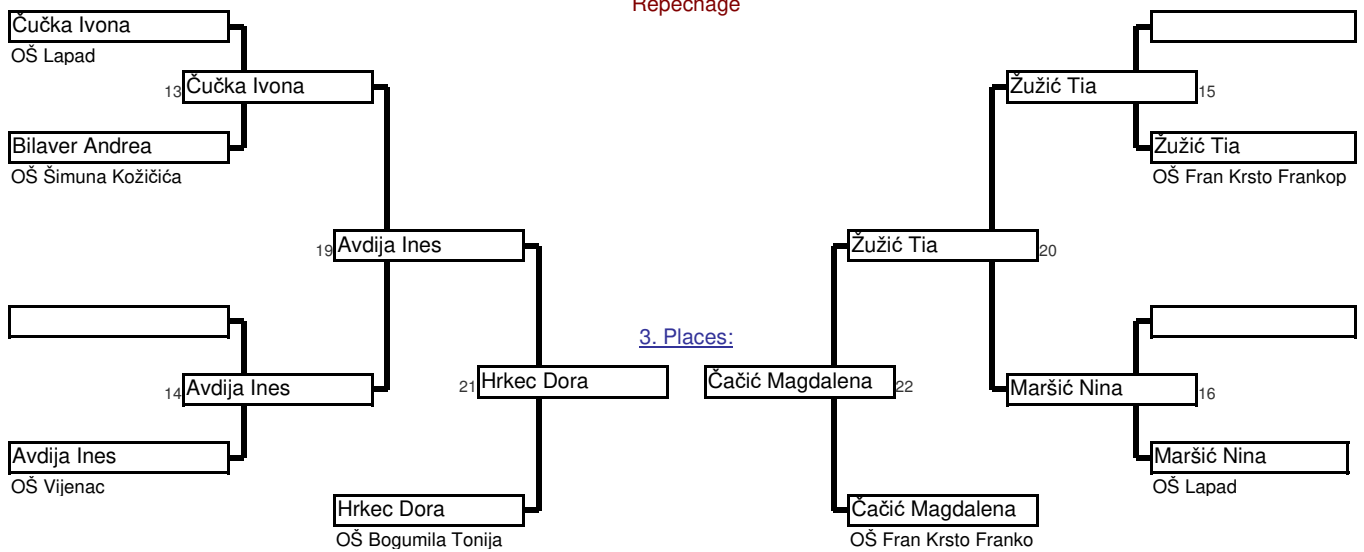 Repechage
Čučka Ivona
OŠ Lapad
13 Čučka Ivona
Žužić Tia 15
Bilaver Andrea
OŠ Šimuna Kožičića
Žužić Tia
OŠ Fran Krsto Frankop
19 Avdija Ines
Žužić Tia 20
3. Places:
14 Avdija Ines
21 Hrkec Dora
Čačić Magdalena 22
Maršić Nina 16
Avdija Ines
OŠ Vijenac
Maršić Nina
OŠ Lapad
Hrkec Dora
OŠ Bogumila Tonija
Čačić Magdalena
OŠ Fran Krsto Franko